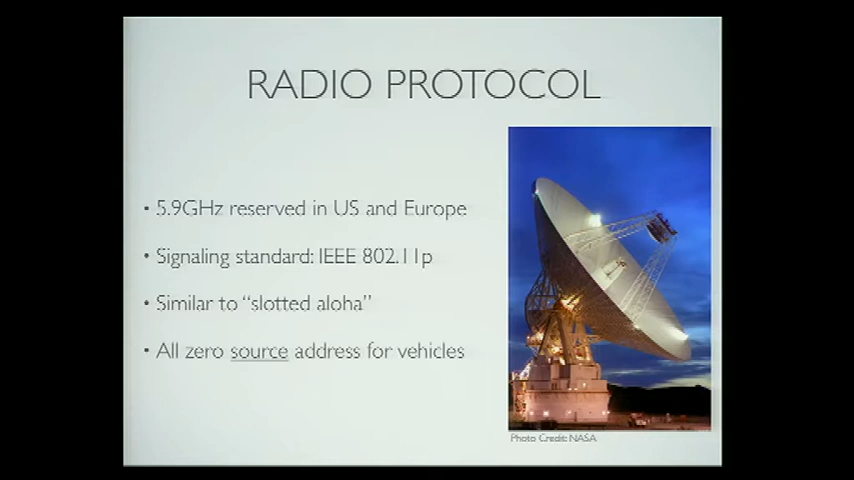 RADIO PROTOCOL
• 5.9GHz reserved in US and Europe
• Signaling standard: IEEE 802.11p
• Similar to “slotted aloha”
• All zero source address for vehicles
Photo Credit: NASA